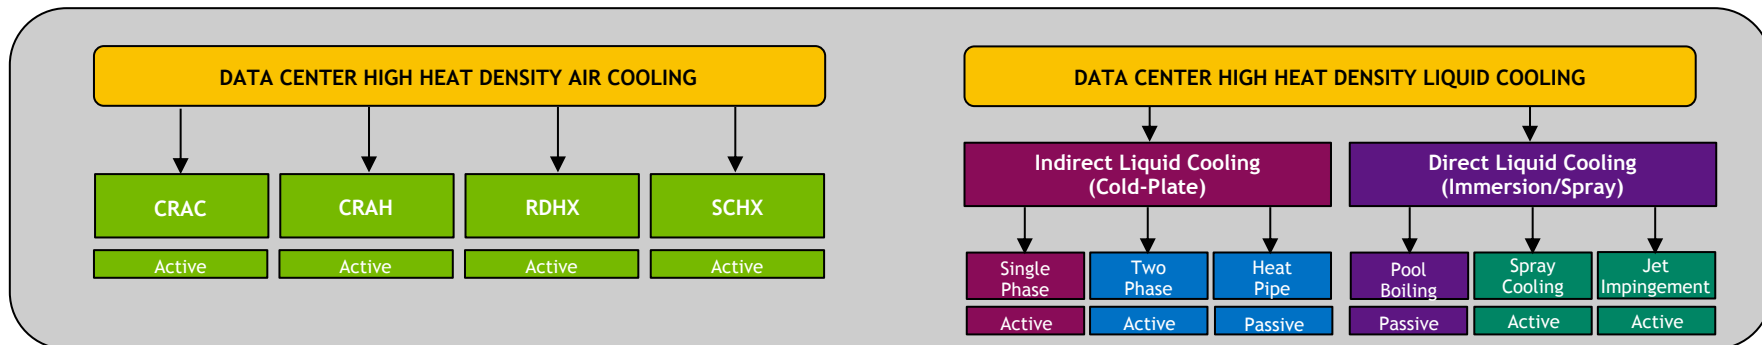 DATA CENTER HIGH HEAT DENSITY AIR COOLING
CRAC
CRAH
RDHX
SCHX
Active
Active
Active
Active
DATA CENTER HIGH HEAT DENSITY LIQUID COOLING
Indirect Liquid Cooling
(Cold-Plate)
Direct Liquid Cooling
(Immersion/Spray)
Single
Phase
Two
Phase
Heat
Pipe
Pool
Boiling
Spray
Cooling
Jet
Impingement
Active
Active
Passive
Passive
Active
Active